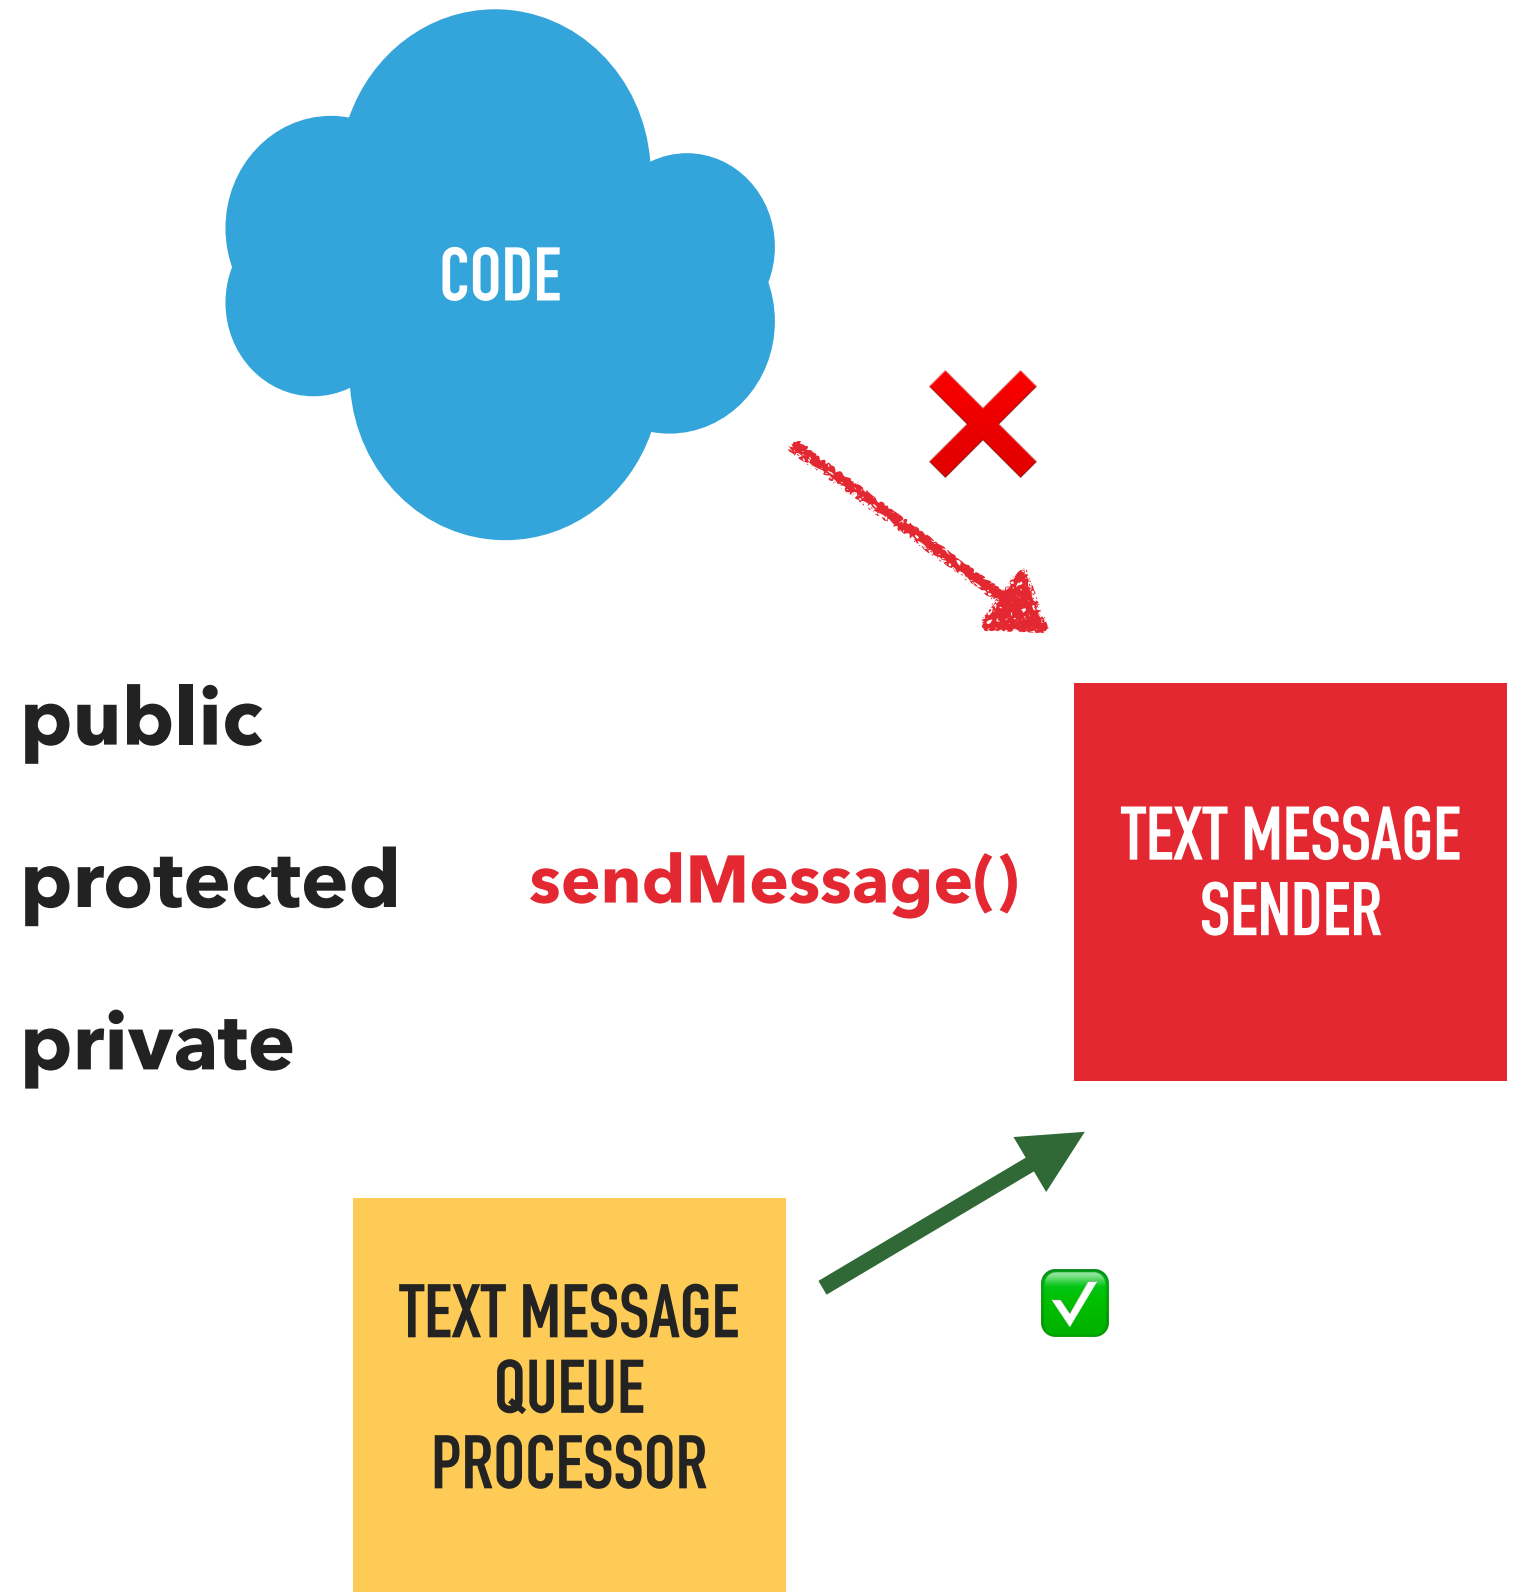 CODE
public
protected
sendMessage()
private
TEXT MESSAGE
SENDER
TEXT MESSAGE
QUEUE
PROCESSOR